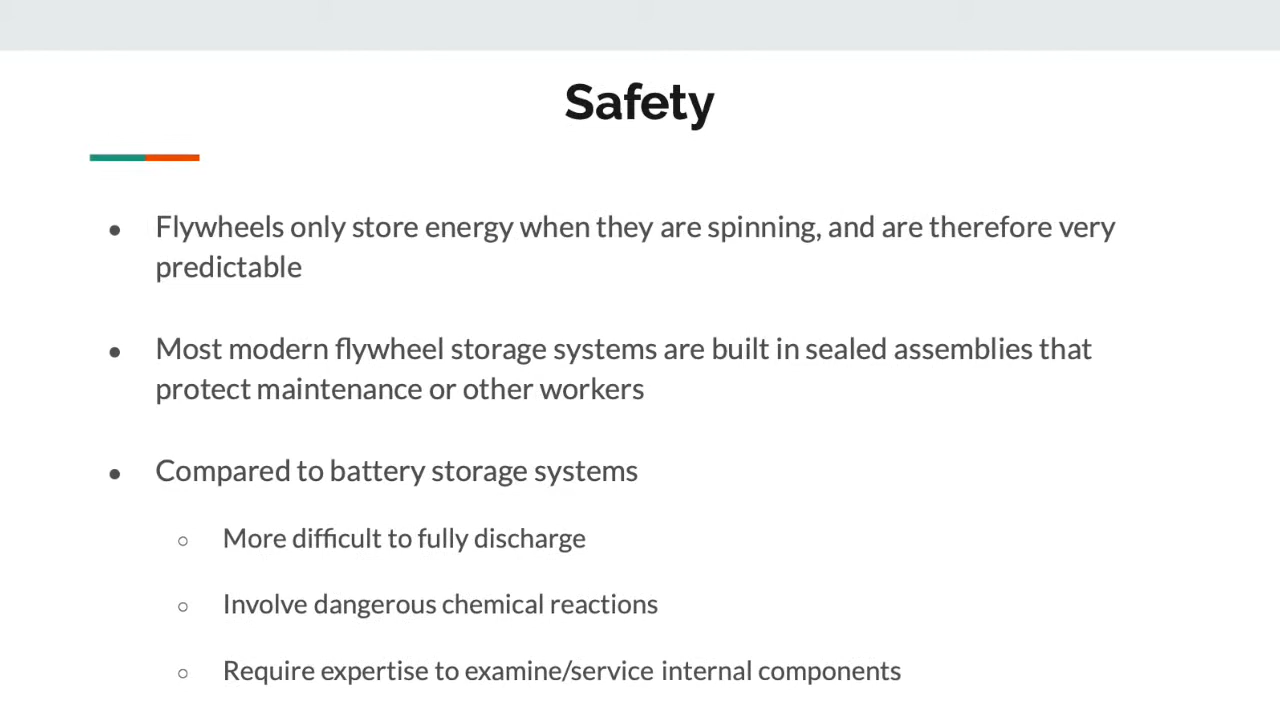 Safety
● Flywheels only store energy when they are spinning, and are therefore very
predictable
● Most modern flywheel storage systems are built in sealed assemblies that
protect maintenance or other workers
● Compared to battery storage systems
○ More difficult to fully discharge
○ Involve dangerous chemical reactions
○ Require expertise to examine/service internal components